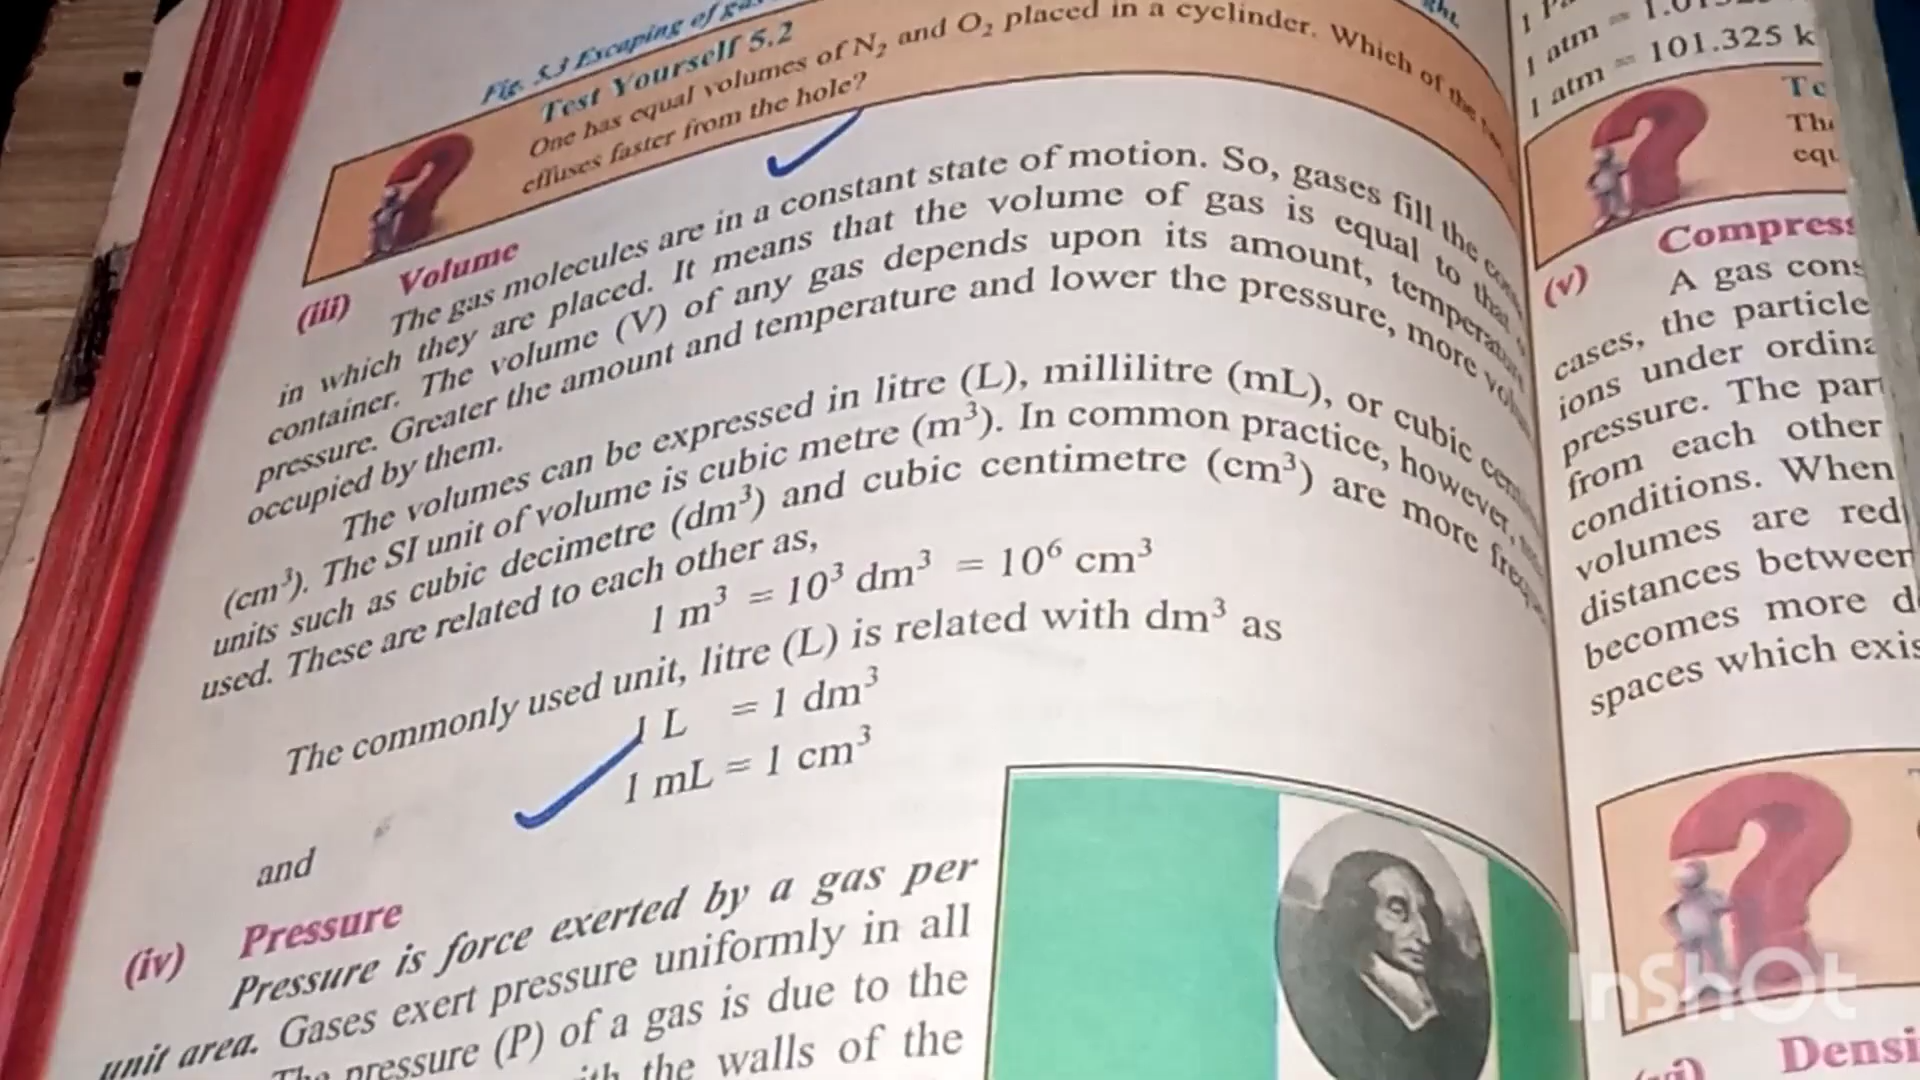 Fig. 5.3 Escaping of
Test Yourself 5.2
One has equal volumes of N₂ and O₂ placed in a cyclinder. Which of the
effuses faster from the hole?
(iii) Volume
The gas molecules are in a constant state of motion. So, gases fill the
in which they are placed. It means that the volume of gas is equal to that
container. The volume (V) of any gas depends upon its amount, temperature
pressure. Greater the amount and temperature and lower the pressure, more
occupied by them.
The volumes can be expressed in litre (L), millilitre (mL), or cubic
(cm³). The SI unit of volume is cubic metre (m³). In common practice, however,
units such as cubic decimetre (dm³) and cubic centimetre (cm³) are more
used. These are related to each other as,
1 m³ = 10³ dm³ = 10⁶ cm³
The commonly used unit, litre (L) is related with dm³ as
1 L = 1 dm³
1 mL = 1 cm³
and
(iv) Pressure
Pressure is force exerted by a gas per
unit area. Gases exert pressure uniformly in all
pressure (P) of a gas is due to the
the walls of the
1 atm =
1 atm = 101.325 k
(v) Compress
A gas cons
cases, the particle
ions under ordina
pressure. The part
from each other
conditions. When
volumes are red
distances between
becomes more d
spaces which exis
Densi
InShOt